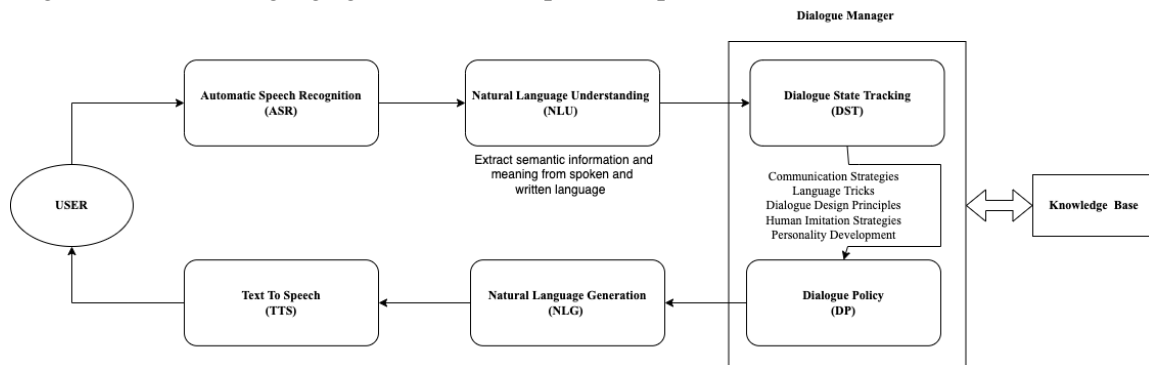 Dialogue Manager
Automatic Speech Recognition
(ASR)
Natural Language Understanding
(NLU)
Extract semantic information and
meaning from spoken and
written language
Dialogue State Tracking
(DST)
Communication Strategies
Language Tricks
Dialogue Design Principles
Human Imitation Strategies
Personality Development
USER
Knowledge Base
Text To Speech
(TTS)
Natural Language Generation
(NLG)
Dialogue Policy
(DP)